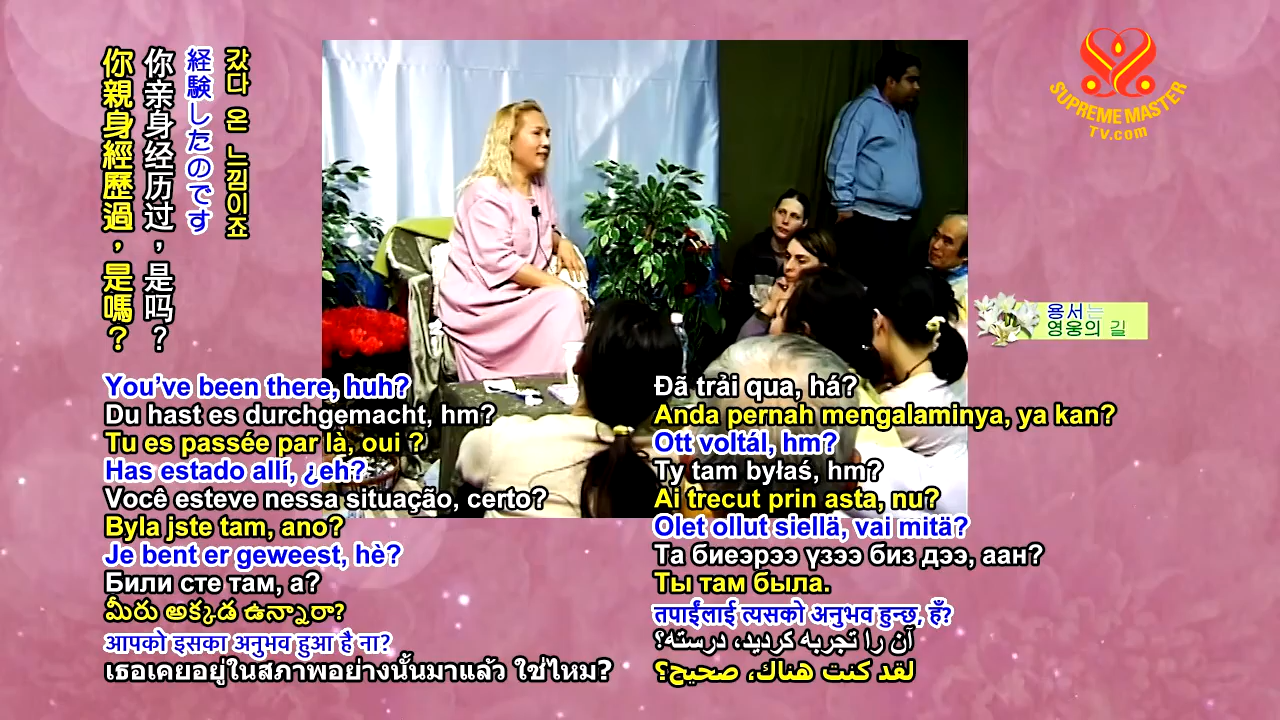 你親身經歷過，是嗎？
你亲身经历过，是吗？
経験したのです
갔다 온 느낌이죠
SUPREME MASTER
TV.com
용서는
영웅의 길
You've been there, huh?
Du hast es durchgemacht, hm?
Tu es passée par là, oui ?
Has estado allí, ¿eh?
Você esteve nessa situação, certo?
Byla jste tam, ano?
Je bent er geweest, hè?
Били сте там, а?
మీరు అక్కడ ఉన్నారా?
आपको इसका अनुभव हुआ है ना?
เธอเคยอยู่ในสภาพอย่างนั้นมาแล้ว ใช่ไหม?
Đã trải qua, há?
Anda pernah mengalaminya, ya kan?
Ott voltál, hm?
Ty tam byłaś, hm?
Ai trecut prin asta, nu?
Olet ollut siellä, vai mitä?
Та биеэрээ үзээ биз дээ, аан?
Ты там была.
तपाईंलाई त्यसको अनुभव हुन्छ, हँ?
آن را تجربه کردید، درسته؟
لقد كنت هناك، صحيح؟